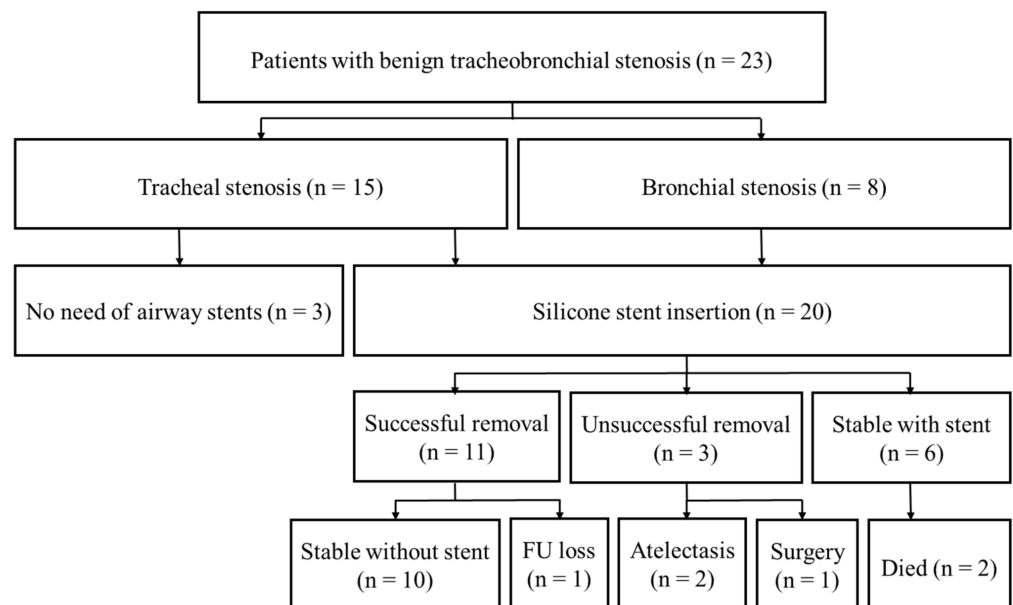 Patients with benign tracheobronchial stenosis (n = 23)
Tracheal stenosis (n = 15)
Bronchial stenosis (n = 8)
No need of airway stents (n = 3)
Silicone stent insertion (n = 20)
Successful removal
(n = 11)
Unsuccessful removal
(n = 3)
Stable with stent
(n = 6)
Stable without stent
(n = 10)
FU loss
(n = 1)
Atelectasis
(n = 2)
Surgery
(n = 1)
Died (n = 2)